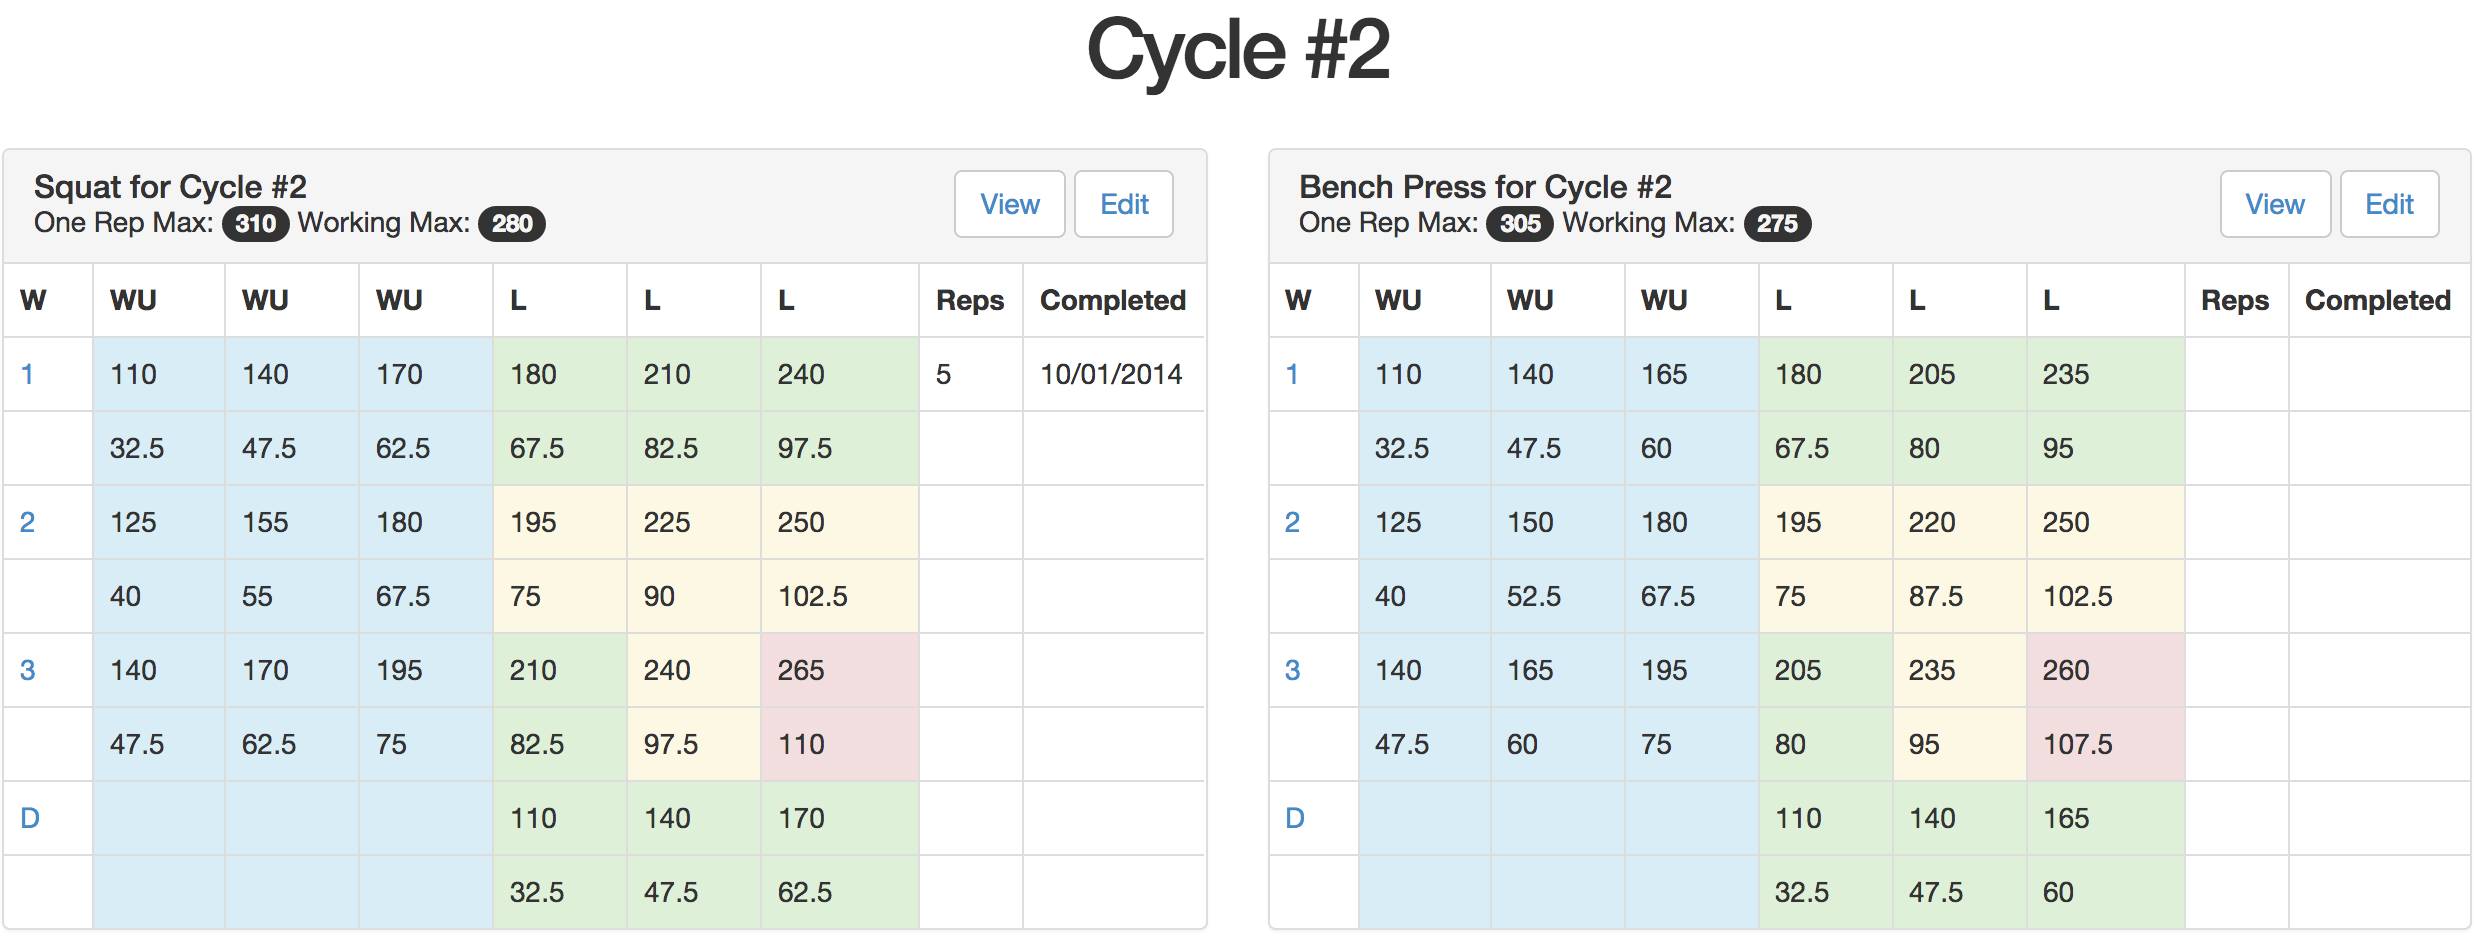 Cycle #2
Squat for Cycle #2
One Rep Max: 310 Working Max: 280
View Edit
W WU WU WU L L L Reps Completed
1 110 140 170 180 210 240 5 10/01/2014
32.5 47.5 62.5 67.5 82.5 97.5
2 125 155 180 195 225 250
40 55 67.5 75 90 102.5
3 140 170 195 210 240 265
47.5 62.5 75 82.5 97.5 110
D 110 140 170
32.5 47.5 62.5
Bench Press for Cycle #2
One Rep Max: 305 Working Max: 275
View Edit
W WU WU WU L L L Reps Completed
1 110 140 165 180 205 235
32.5 47.5 60 67.5 80 95
2 125 150 180 195 220 250
40 52.5 67.5 75 87.5 102.5
3 140 165 195 205 235 260
47.5 60 75 80 95 107.5
D 110 140 165
32.5 47.5 60